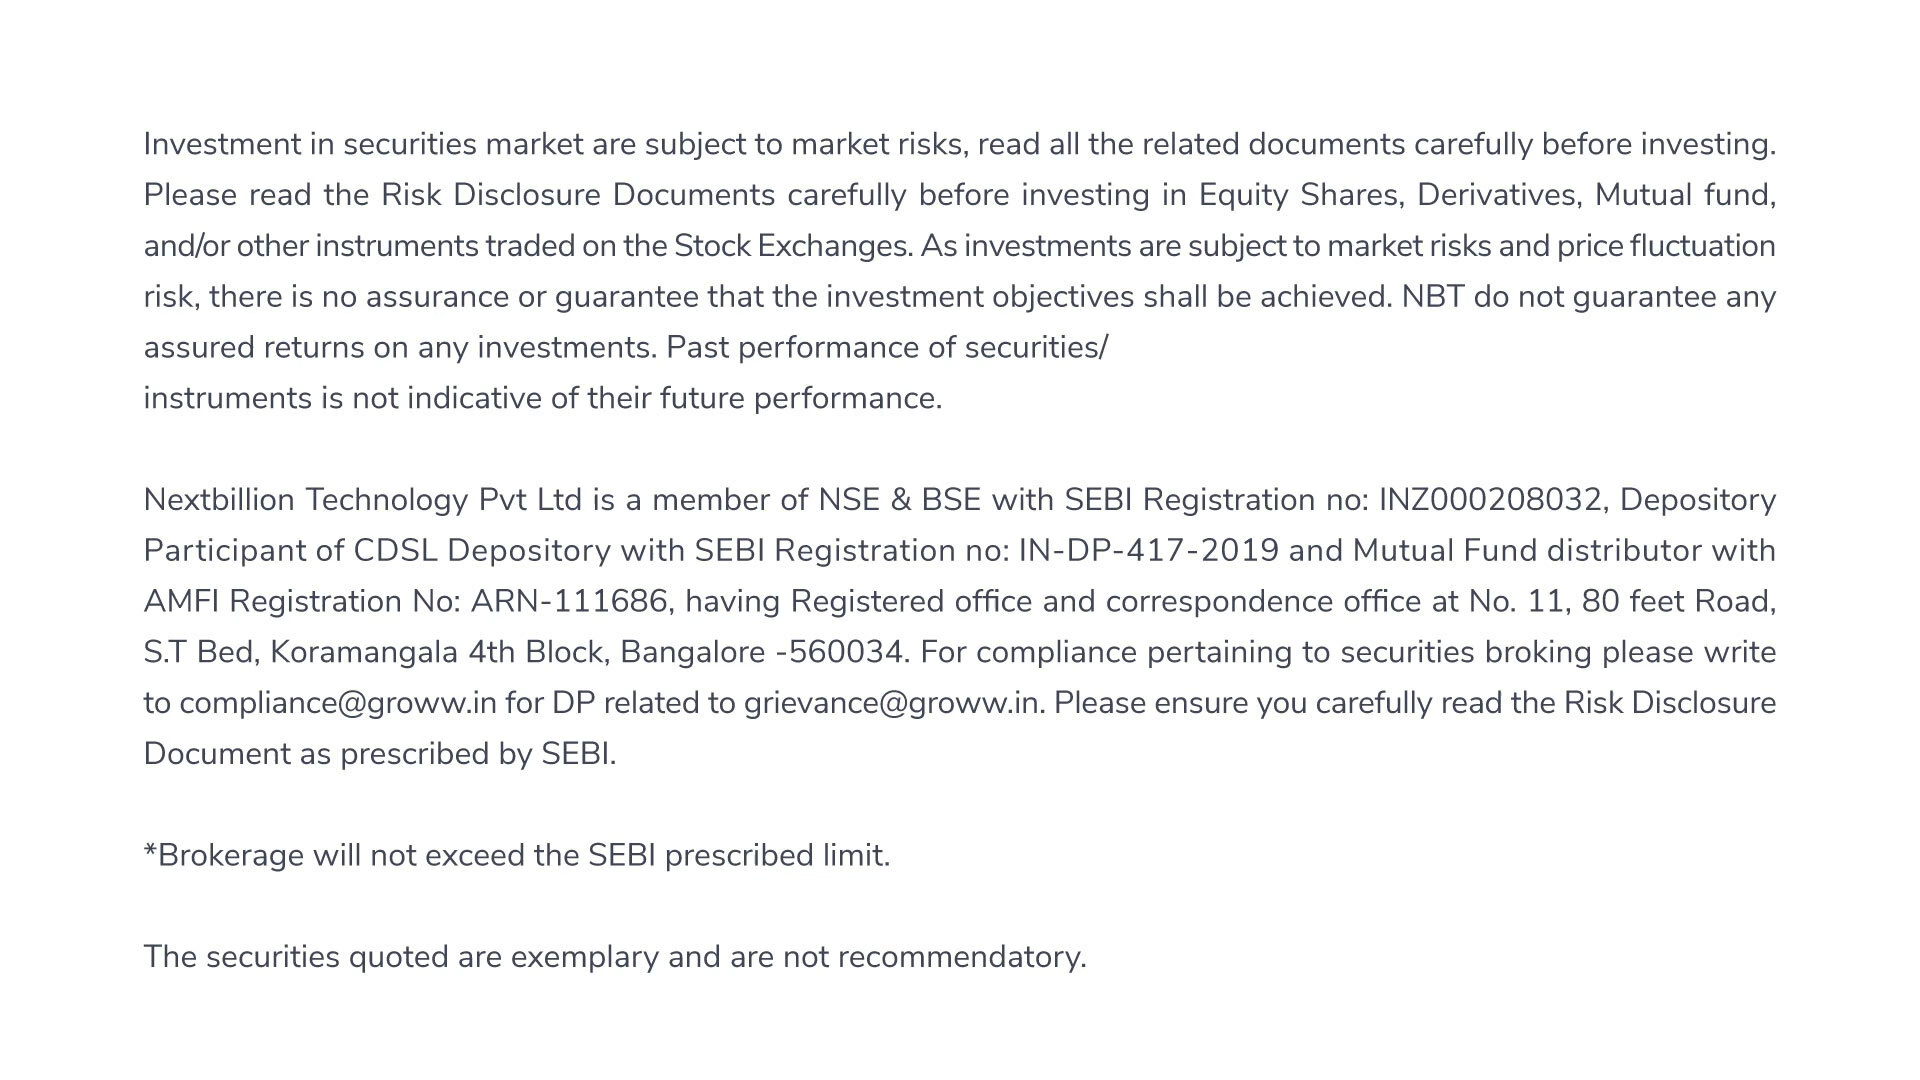 Investment in securities market are subject to market risks, read all the related documents carefully before investing.
Please read the Risk Disclosure Documents carefully before investing in Equity Shares, Derivatives, Mutual fund,
and/or other instruments traded on the Stock Exchanges. As investments are subject to market risks and price fluctuation
risk, there is no assurance or guarantee that the investment objectives shall be achieved. NBT do not guarantee any
assured returns on any investments. Past performance of securities/
instruments is not indicative of their future performance.
Nextbillion Technology Pvt Ltd is a member of NSE & BSE with SEBI Registration no: INZ000208032, Depository
Participant of CDSL Depository with SEBI Registration no: IN-DP-417-2019 and Mutual Fund distributor with
AMFI Registration No: ARN-111686, having Registered office and correspondence office at No. 11, 80 feet Road,
S.T Bed, Koramangala 4th Block, Bangalore -560034. For compliance pertaining to securities broking please write
to compliance@groww.in for DP related to grievance@groww.in. Please ensure you carefully read the Risk Disclosure
Document as prescribed by SEBI.
*Brokerage will not exceed the SEBI prescribed limit.
The securities quoted are exemplary and are not recommendatory.